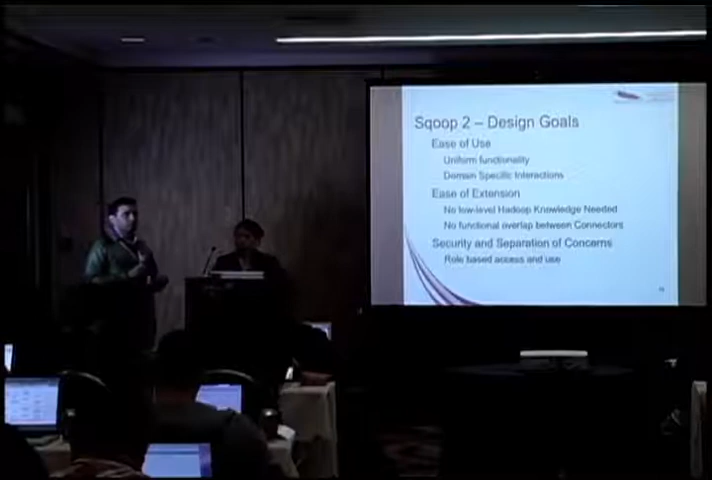 Sqoop 2 – Design Goals
Ease of Use
Uniform functionality
Domain Specific Interactions
Ease of Extension
No low-level Hadoop Knowledge Needed
No functional overlap between Connectors
Security and Separation of Concerns
Role based access and use